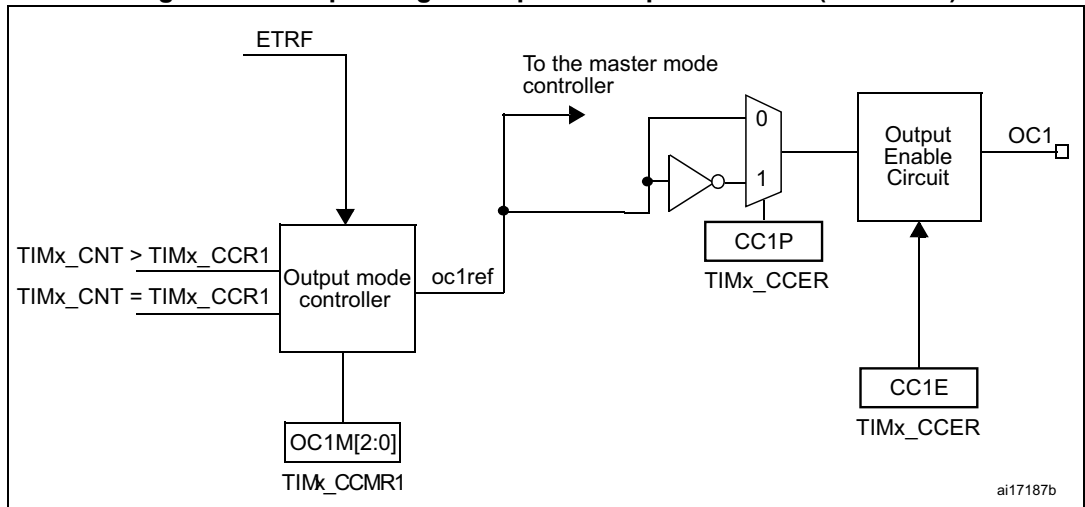 ETRF
To the master mode
controller
0
1
Output
Enable
Circuit
OC1
CC1P
TIMx_CCER
TIMx_CNT > TIMx_CCR1
TIMx_CNT = TIMx_CCR1
Output mode
controller
oc1ref
CC1E
TIMx_CCER
OC1M[2:0]
TIMx_CCMR1
ai17187b